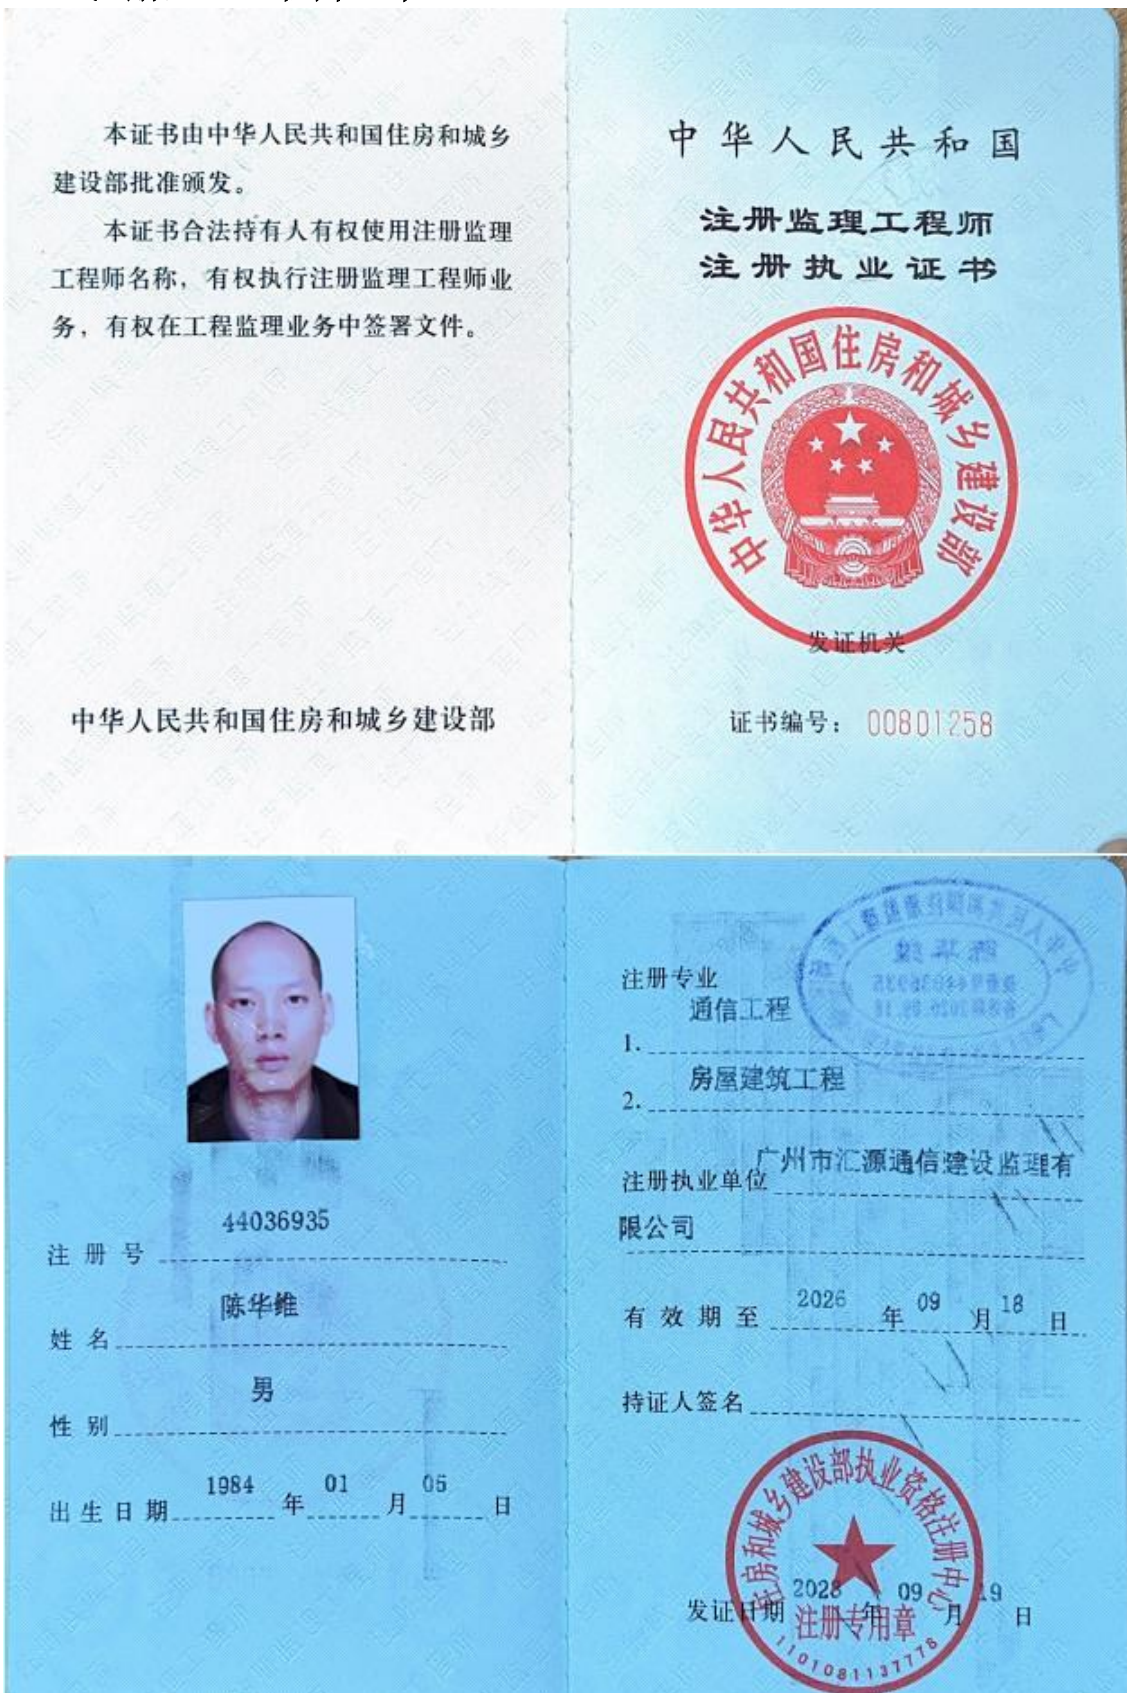 本证书由中华人民共和国住房和城乡
建设部批准颁发。
本证书合法持有人有权使用注册监理
工程师名称，有权执行注册监理工程师业
务，有权在工程监理业务中签署文件。
中华人民共和国住房和城乡建设部
中华人民共和国
注册监理工程师
注册执业证书
中华人民共和国住房和城乡建设部
发证机关
证书编号： 00801258
44036935
注册号
陈华维
姓名
男
性别
出生日期 1984 年 01 月 05 日
注册专业
通信工程
1.
房屋建筑工程
2.
注册执业单位 广州市汇源通信建设监理有
限公司
有效期至 2026 年 09 月 18 日
持证人签名
住房和城乡建设部执业资格注册中心
发证日期 2023 年 09 月 19 日
注册专用章
1101081137778